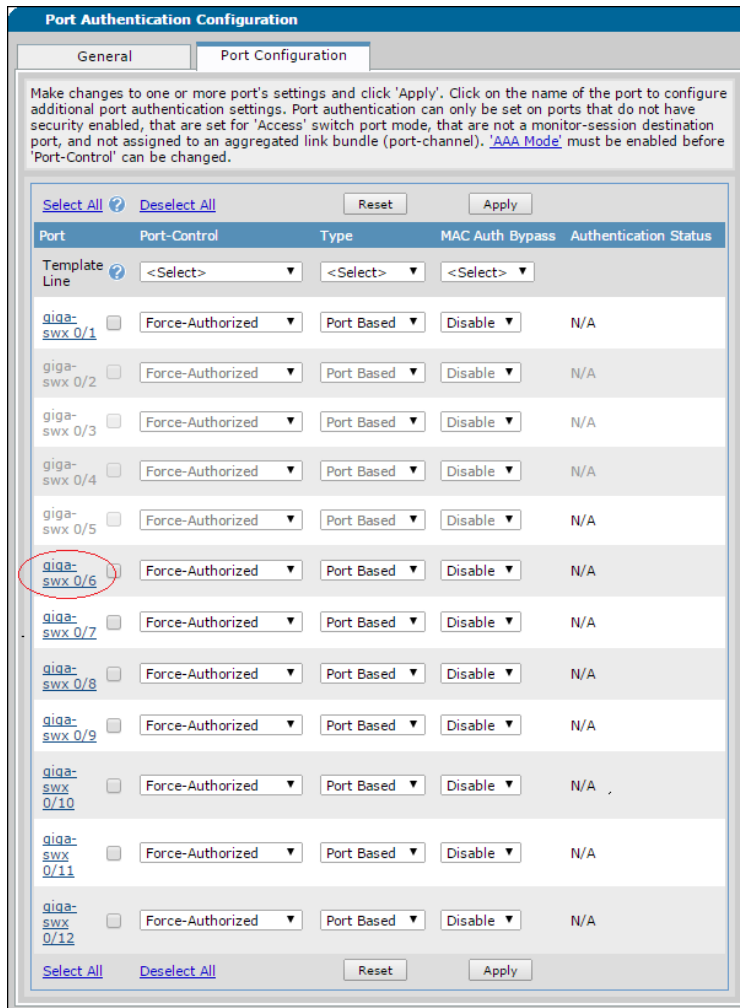 Port Authentication Configuration
General Port Configuration
Make changes to one or more port's settings and click 'Apply'. Click on the name of the port to configure
additional port authentication settings. Port authentication can only be set on ports that do not have
security enabled, that are set for 'Access' switch port mode, that are not a monitor-session destination
port, and not assigned to an aggregated link bundle (port-channel). 'AAA Mode' must be enabled before
'Port-Control' can be changed.
Select All ? Deselect All Reset Apply
Port Port-Control Type MAC Auth Bypass Authentication Status
Template
Line ? <Select> <Select> <Select>
giga-
swx 0/1 Force-Authorized Port Based Disable N/A
giga-
swx 0/2 Force-Authorized Port Based Disable N/A
giga-
swx 0/3 Force-Authorized Port Based Disable N/A
giga-
swx 0/4 Force-Authorized Port Based Disable N/A
giga-
swx 0/5 Force-Authorized Port Based Disable N/A
giga-
swx 0/6 Force-Authorized Port Based Disable N/A
giga-
swx 0/7 Force-Authorized Port Based Disable N/A
giga-
swx 0/8 Force-Authorized Port Based Disable N/A
giga-
swx 0/9 Force-Authorized Port Based Disable N/A
giga-
swx
0/10 Force-Authorized Port Based Disable N/A
giga-
swx
0/11 Force-Authorized Port Based Disable N/A
giga-
swx
0/12 Force-Authorized Port Based Disable N/A
Select All Deselect All Reset Apply